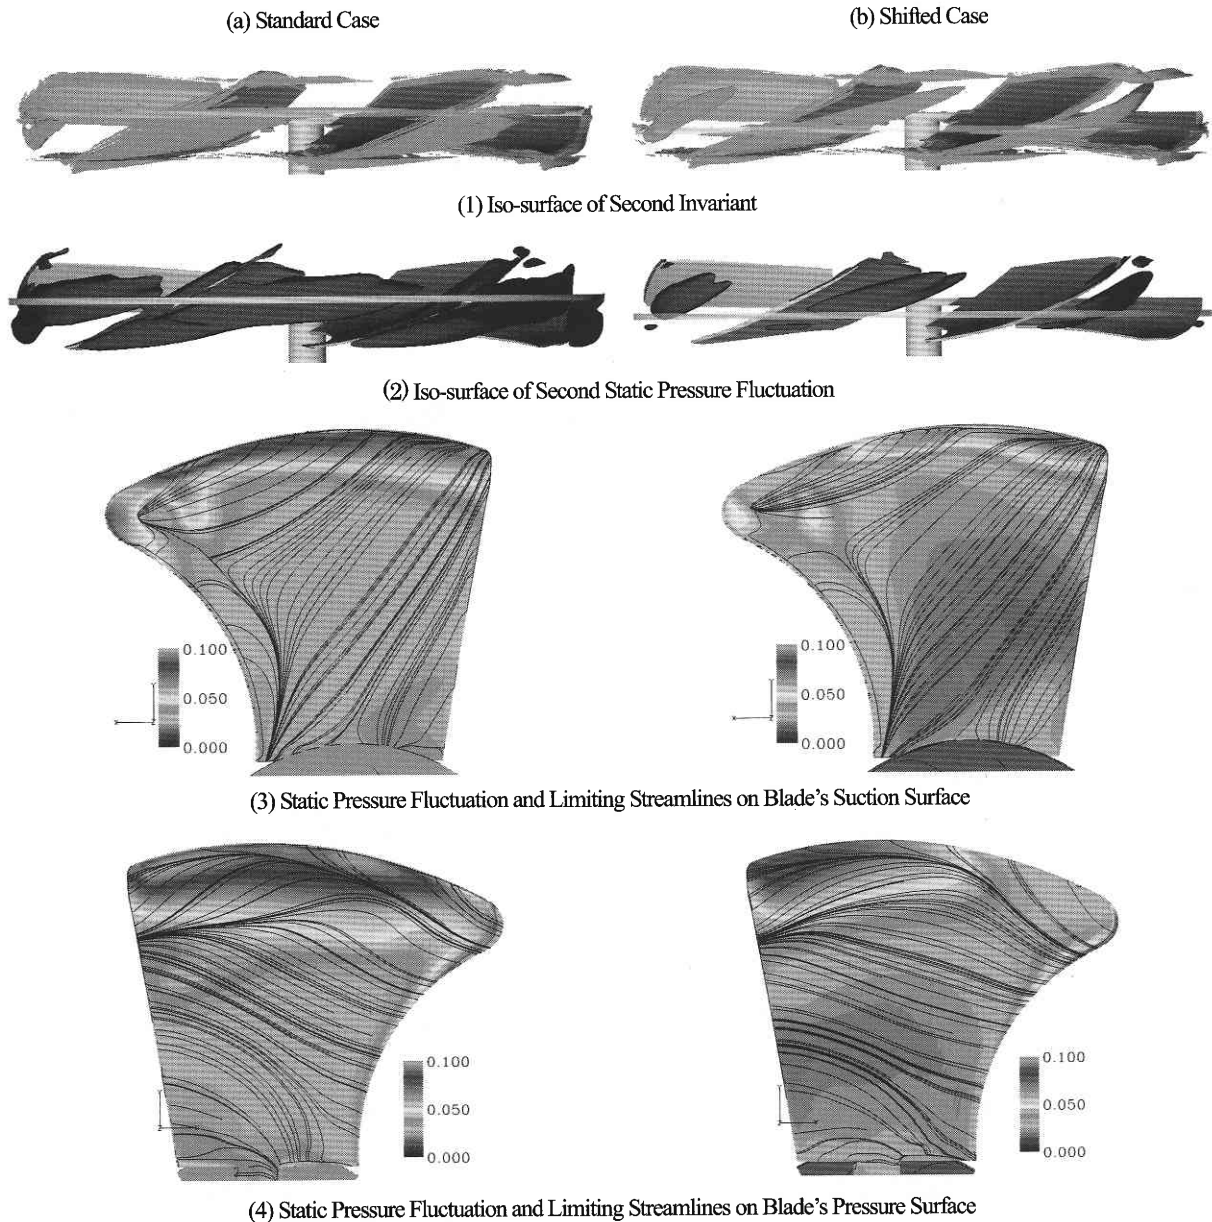 (a) Standard Case
(b) Shifted Case
(1) Iso-surface of Second Invariant
(2) Iso-surface of Second Static Pressure Fluctuation
0.100
0.050
0.000
0.100
0.050
0.000
(3) Static Pressure Fluctuation and Limiting Streamlines on Blade's Suction Surface
0.100
0.050
0.000
0.100
0.050
0.000
(4) Static Pressure Fluctuation and Limiting Streamlines on Blade's Pressure Surface